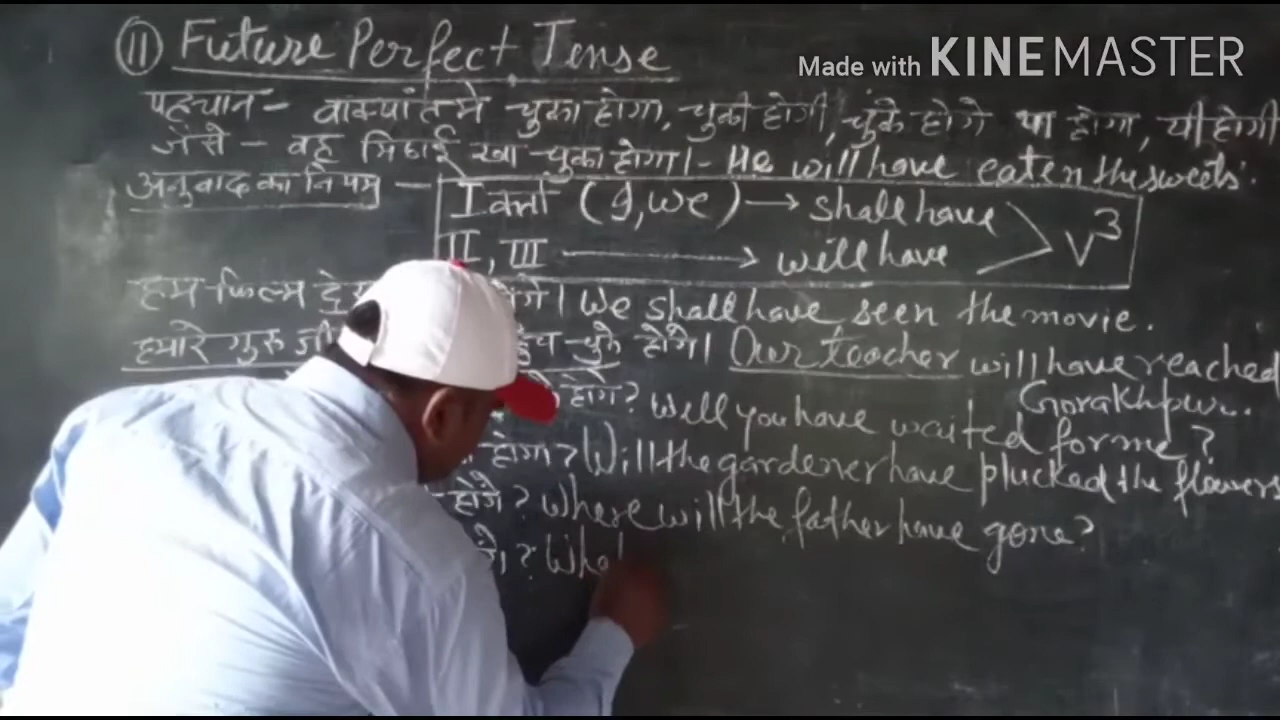 Made with KINEMASTER
(11) Future Perfect Tense
पहचान - वाक्यांत मे चुका होगा, चुकी होगी, चुंके होगे या होगा, यी होगी
जैसे - वह मिठाई खा चुका होगा। - He will have eaten the sweets.
अनुवाद का नियम - I कर्ता (I, we) → shall have
II, III → will have > V3
हम फिल्म We shall have seen the movie.
हमारे गुरु जी चुके होगे। Our teacher will have reached
Gorakhpur.
होगे? Well you have waited for me?
होगा? Will the gardener have plucked the flowers
होगे? Where will the father have gone?
? What